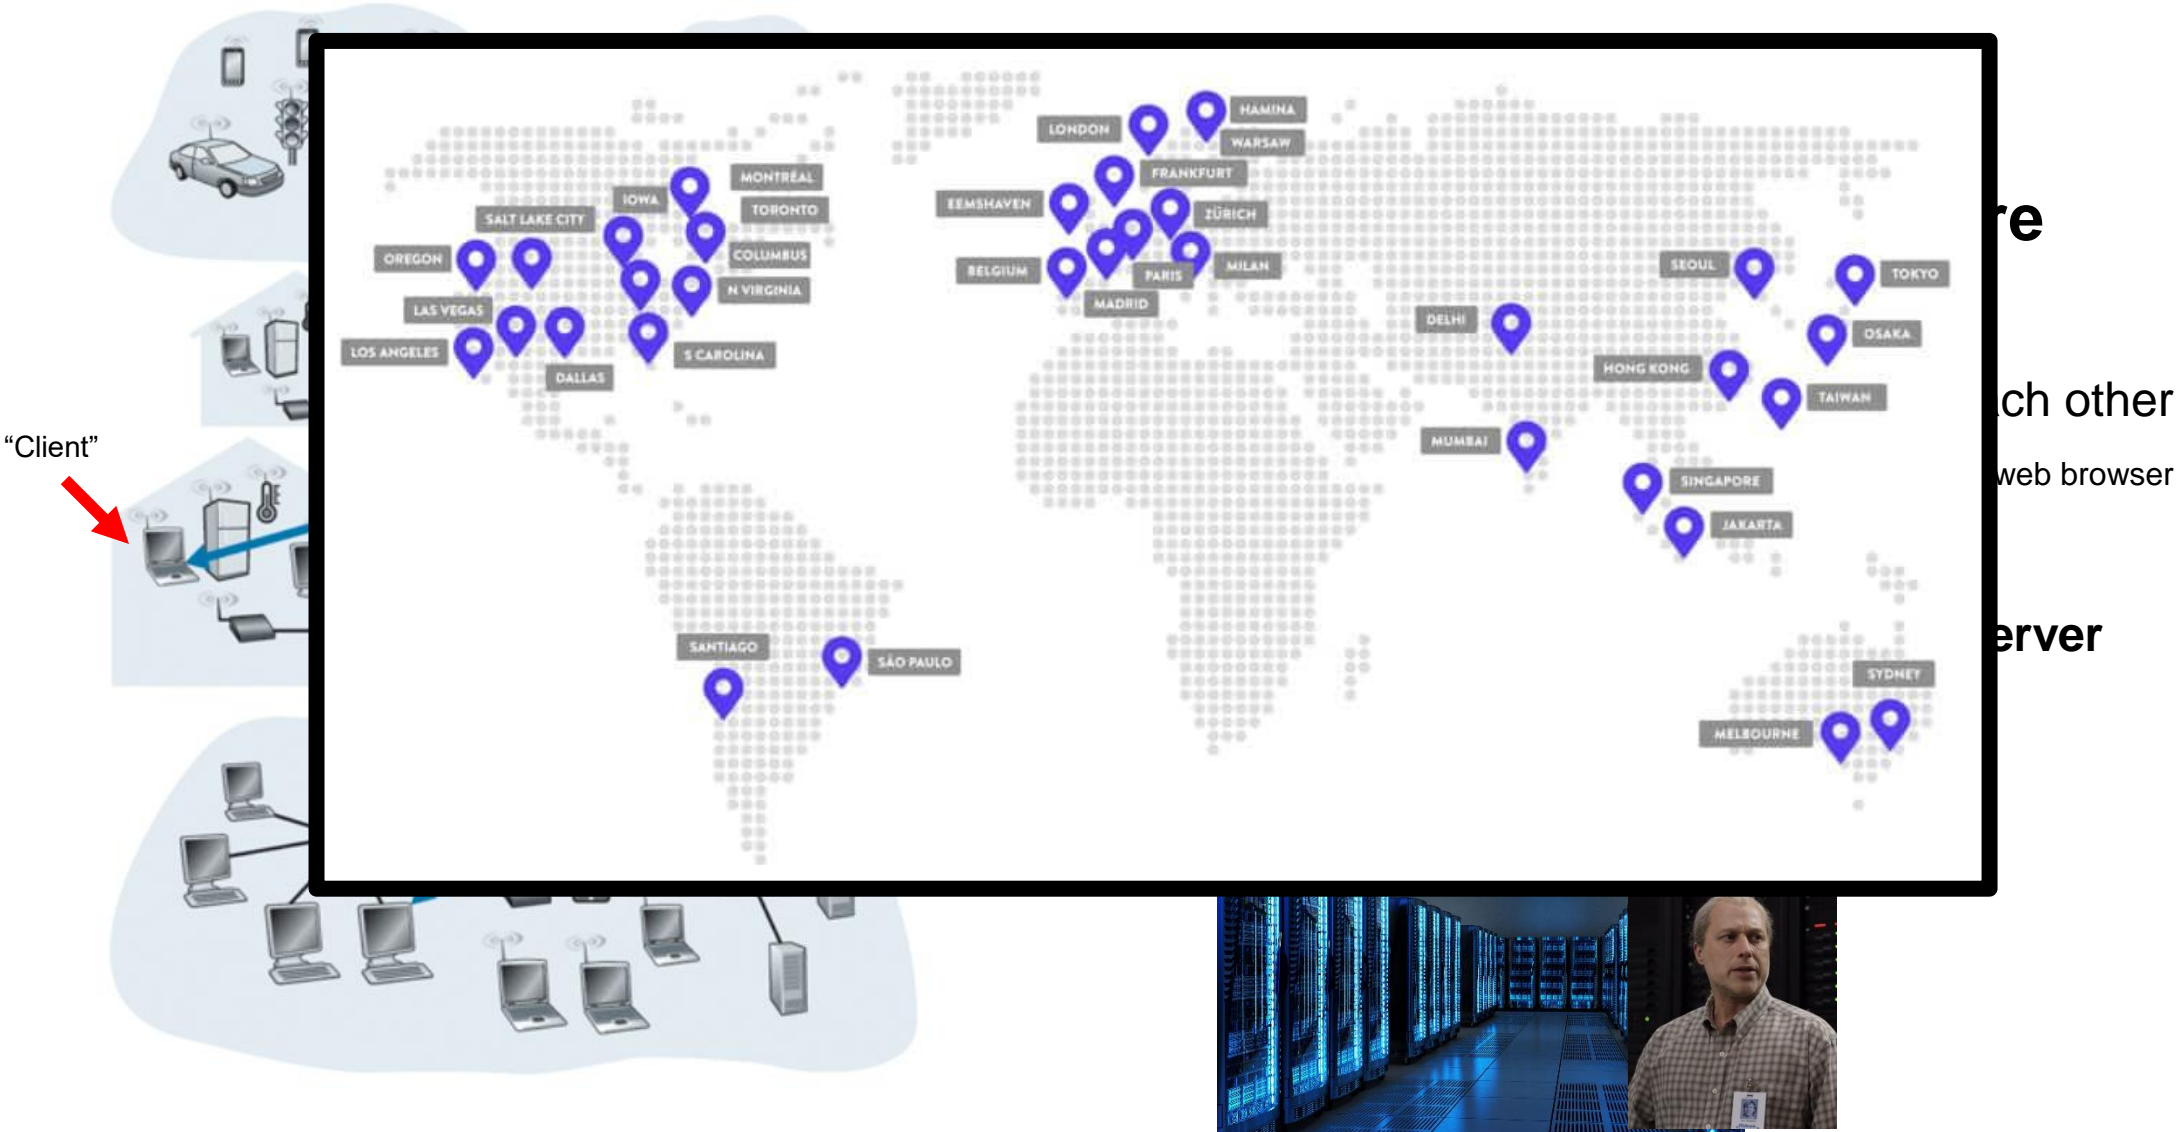 HAMINA
LONDON
WARSAW
FRANKFURT
MONTRÉAL
IOWA
TORONTO
EEMSHAVEN
ZÜRICH
SALT LAKE CITY
re
COLUMBUS
OREGON
MILAN
SEOUL
BELGIUM
PARIS
TOKYO
N VIRGINIA
MADRID
LAS VEGAS
DELHI
OSAKA
LOS ANGELES
S CAROLINA
HONG KONG
DALLAS
TAIWAN
ch other
MUMBAI
“Client”
web browser
SINGAPORE
JAKARTA
erver
SANTIAGO
SÃO PAULO
SYDNEY
MELBOURNE